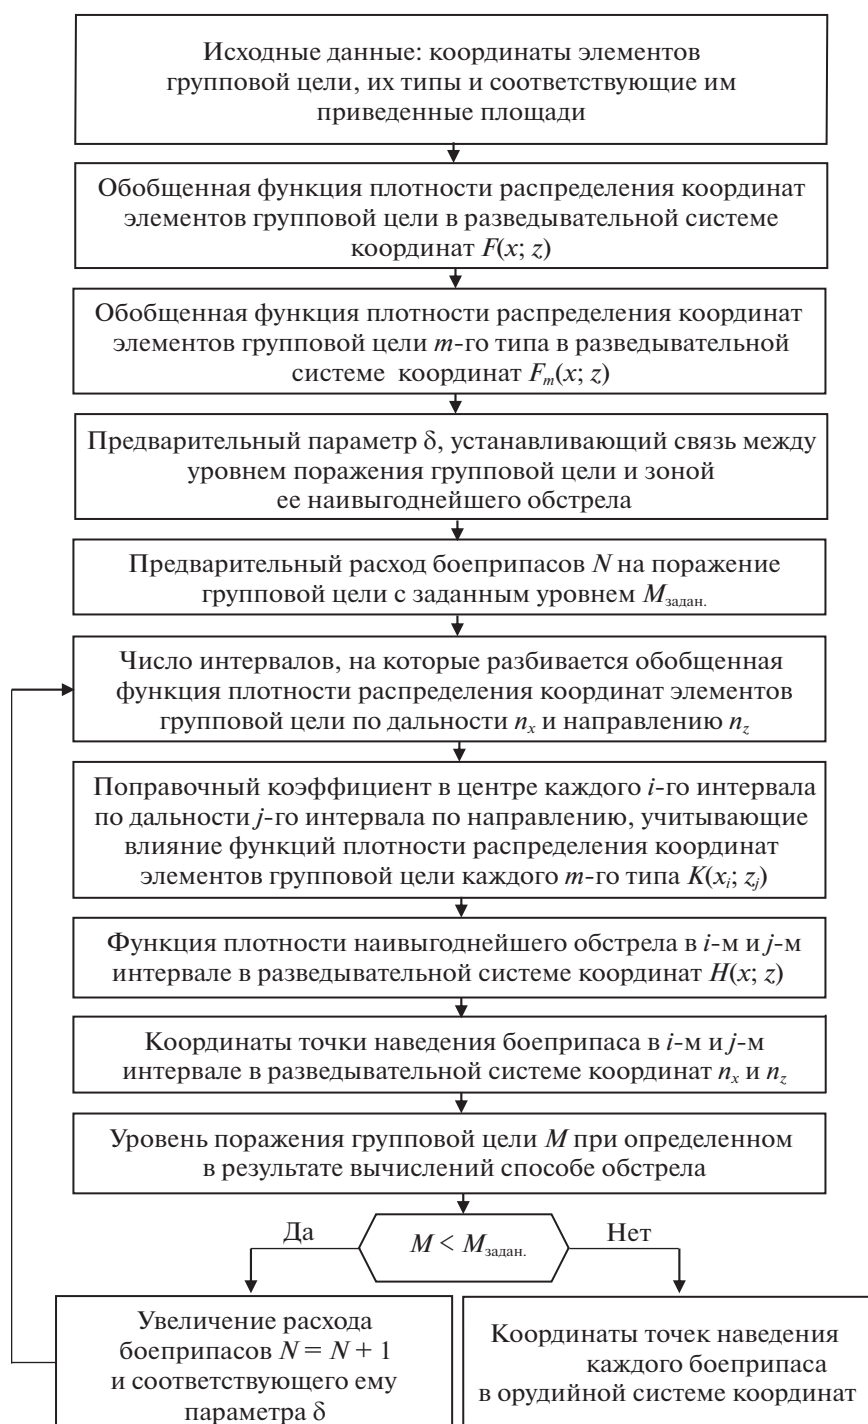 Исходные данные: координаты элементов
групповой цели, их типы и соответствующие им
приведенные площади
Обобщенная функция плотности распределения координат
элементов групповой цели в разведывательной системе
координат F(x; z)
Обобщенная функция плотности распределения координат
элементов групповой цели m-го типа в разведывательной
системе координат Fₘ(x; z)
Предварительный параметр δ, устанавливающий связь между
уровнем поражения групповой цели и зоной
ее наивыгоднейшего обстрела
Предварительный расход боеприпасов N на поражение
групповой цели с заданным уровнем Mзадан.
Число интервалов, на которые разбивается обобщенная
функция плотности распределения координат элементов
групповой цели по дальности nx и направлению nz
Поправочный коэффициент в центре каждого i-го интервала
по дальности j-го интервала по направлению, учитывающие
влияние функций плотности распределения координат
элементов групповой цели каждого m-го типа K(xi; zj)
Функция плотности наивыгоднейшего обстрела в i-м и j-м
интервале в разведывательной системе координат H(x; z)
Координаты точки наведения боеприпаса в i-м и j-м
интервале в разведывательной системе координат nx и nz
Уровень поражения групповой цели M при определенном
в результате вычислений способе обстрела
Да
M < Mзадан.
Нет
Увеличение расхода
боеприпасов N = N + 1
и соответствующего ему
параметра δ
Координаты точек наведения
каждого боеприпаса
в орудийной системе координат